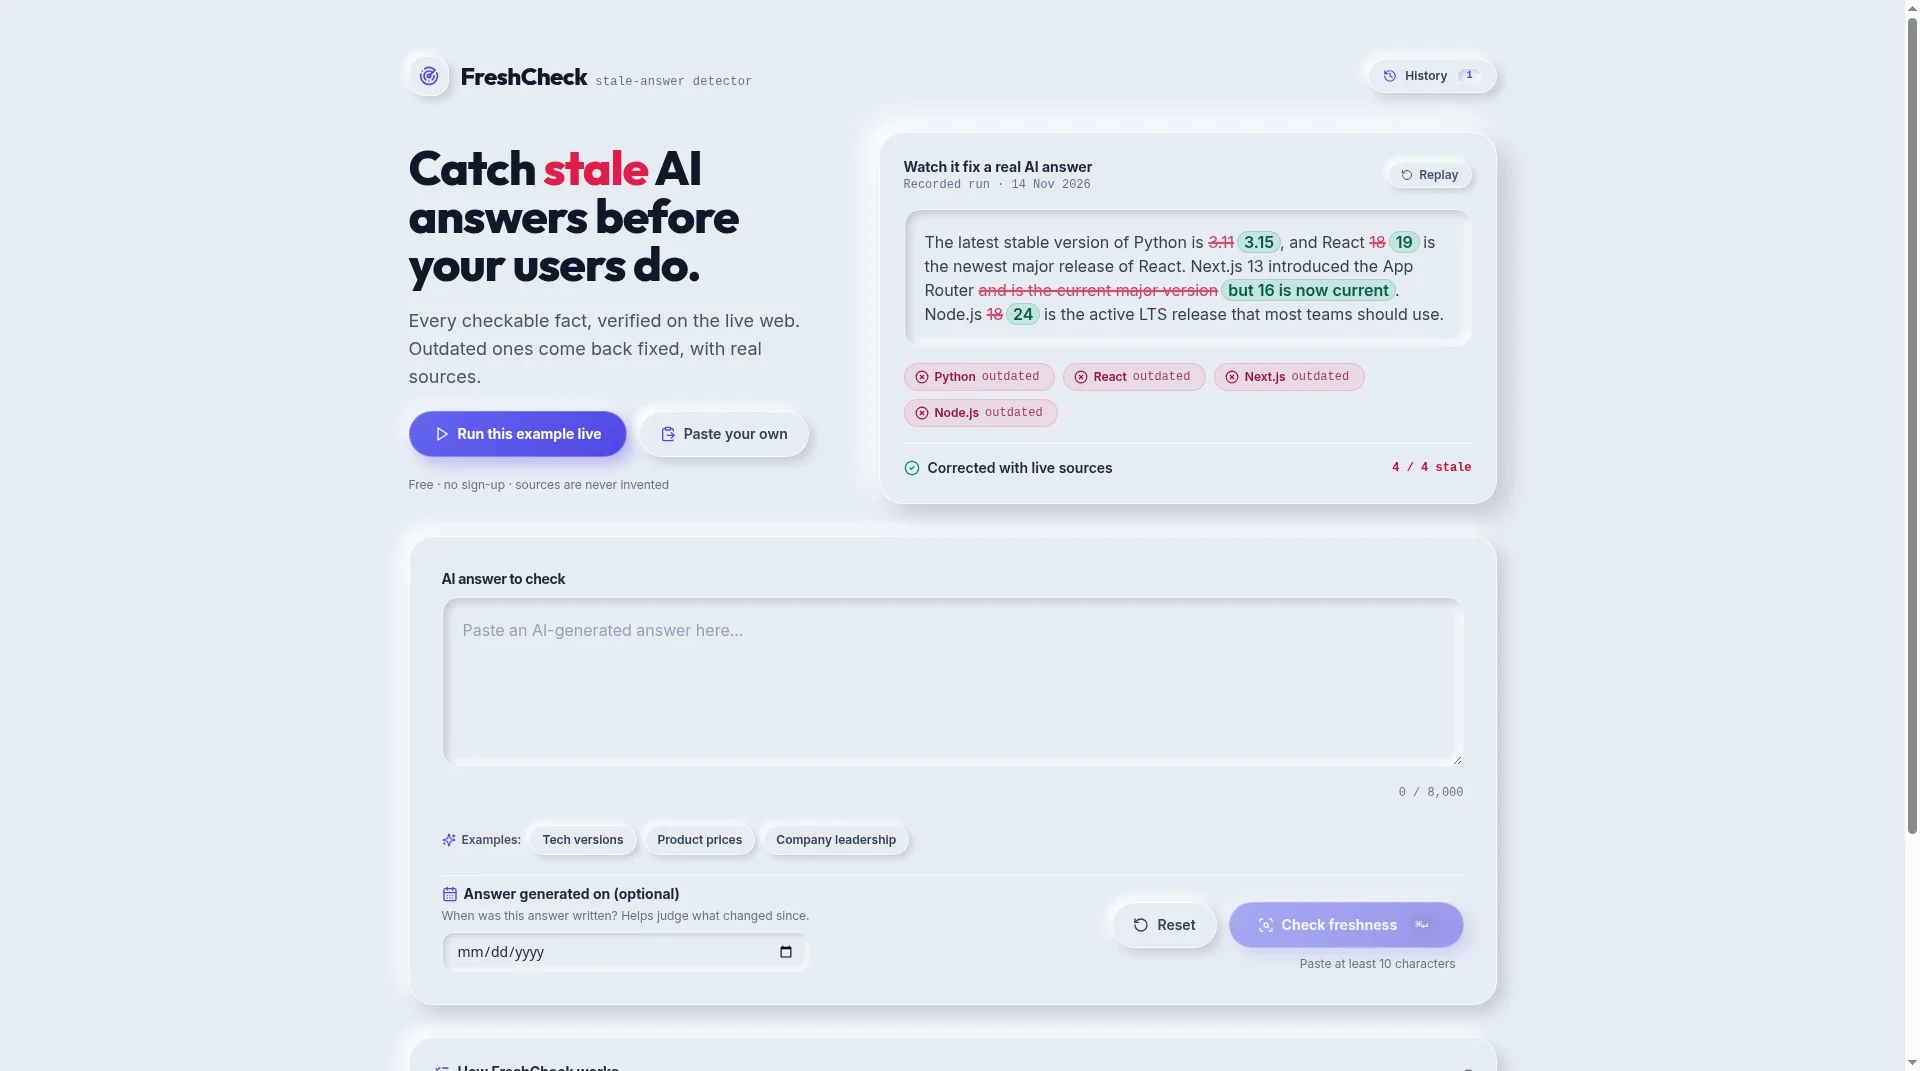 FreshCheck stale-answer detector
History 1
Catch stale AI
answers before
your users do.
Every checkable fact, verified on the live web.
Outdated ones come back fixed, with real
sources.
Run this example live
Paste your own
Free · no sign-up · sources are never invented
Watch it fix a real AI answer
Recorded run · 14 Nov 2026
Replay
The latest stable version of Python is 3.11 3.15, and React 18 19 is
the newest major release of React. Next.js 13 introduced the App
Router and is the current major version but 16 is now current.
Node.js 18 24 is the active LTS release that most teams should use.
Python outdated
React outdated
Next.js outdated
Node.js outdated
Corrected with live sources
4 / 4 stale
AI answer to check
Paste an AI-generated answer here...
0 / 8,000
Examples: Tech versions Product prices Company leadership
Answer generated on (optional)
When was this answer written? Helps judge what changed since.
mm/dd/yyyy
Reset
Check freshness ⌘↵
Paste at least 10 characters
How FreshCheck works